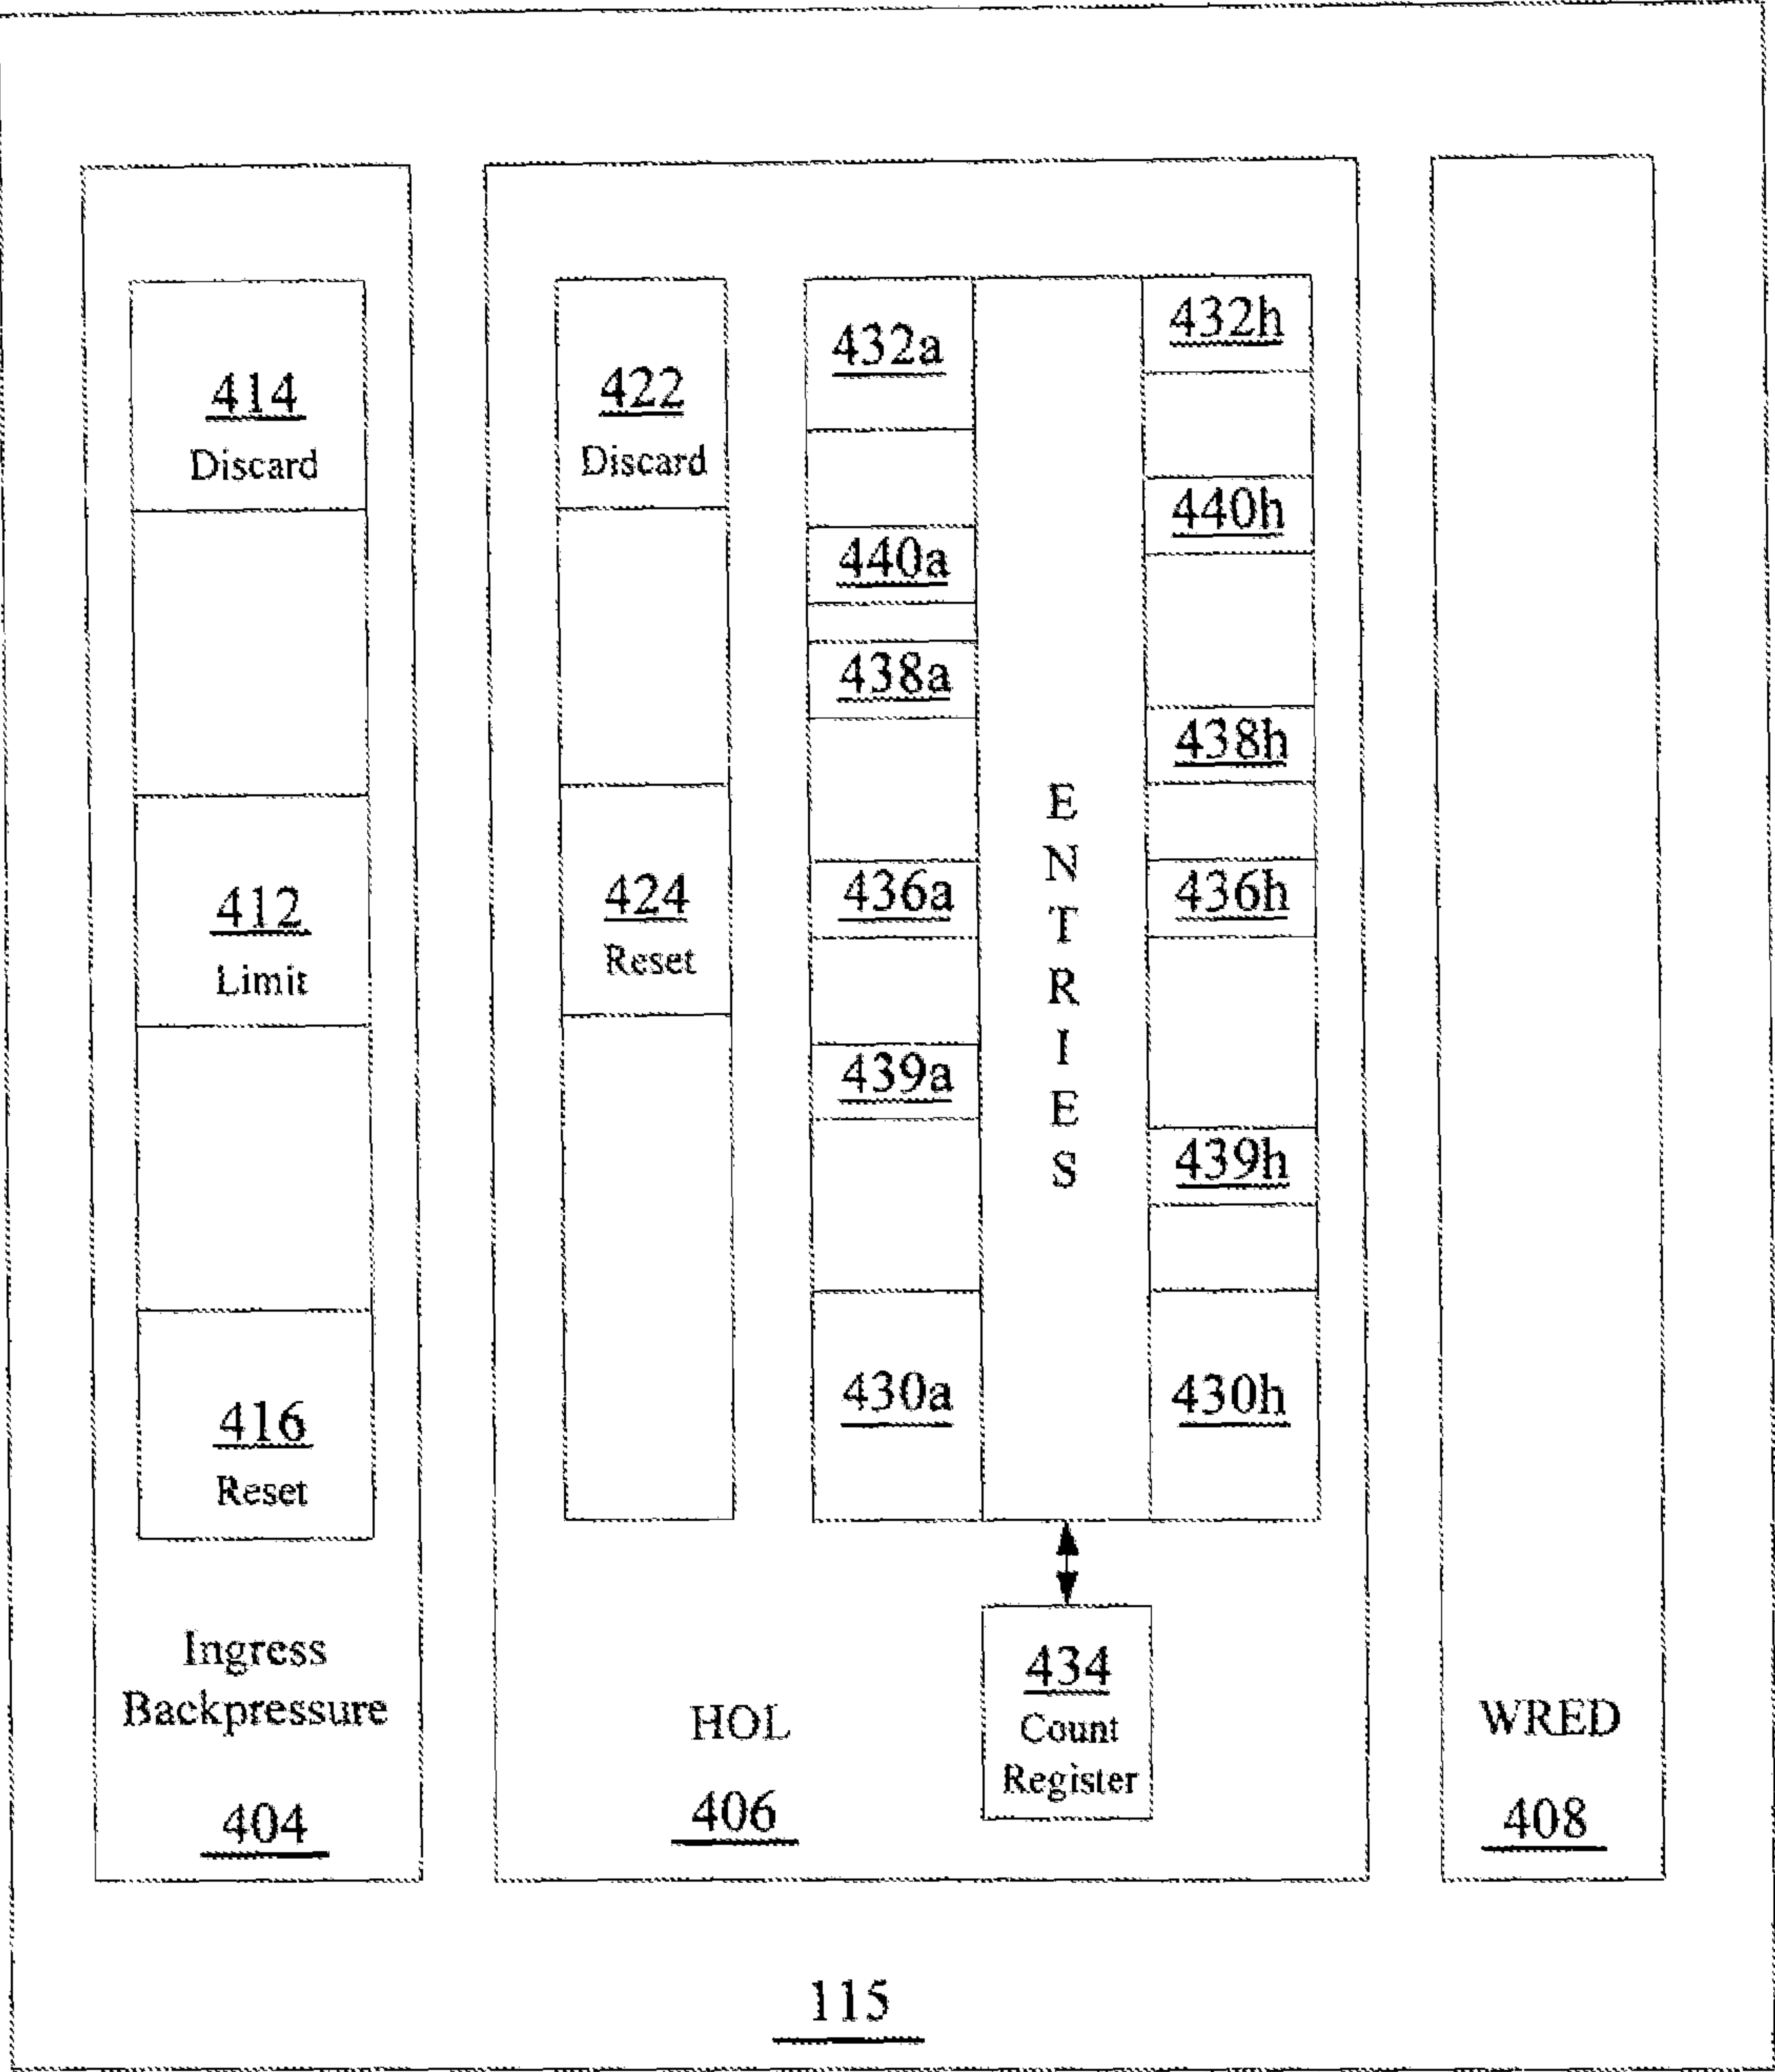 414
Discard
412
Limit
416
Reset
Ingress
Backpressure
404
422
Discard
424
Reset
432a
440a
438a
436a
439a
430a
E
N
T
R
I
E
S
432h
440h
438h
436h
439h
430h
434
Count
Register
HOL
406
WRED
408
115